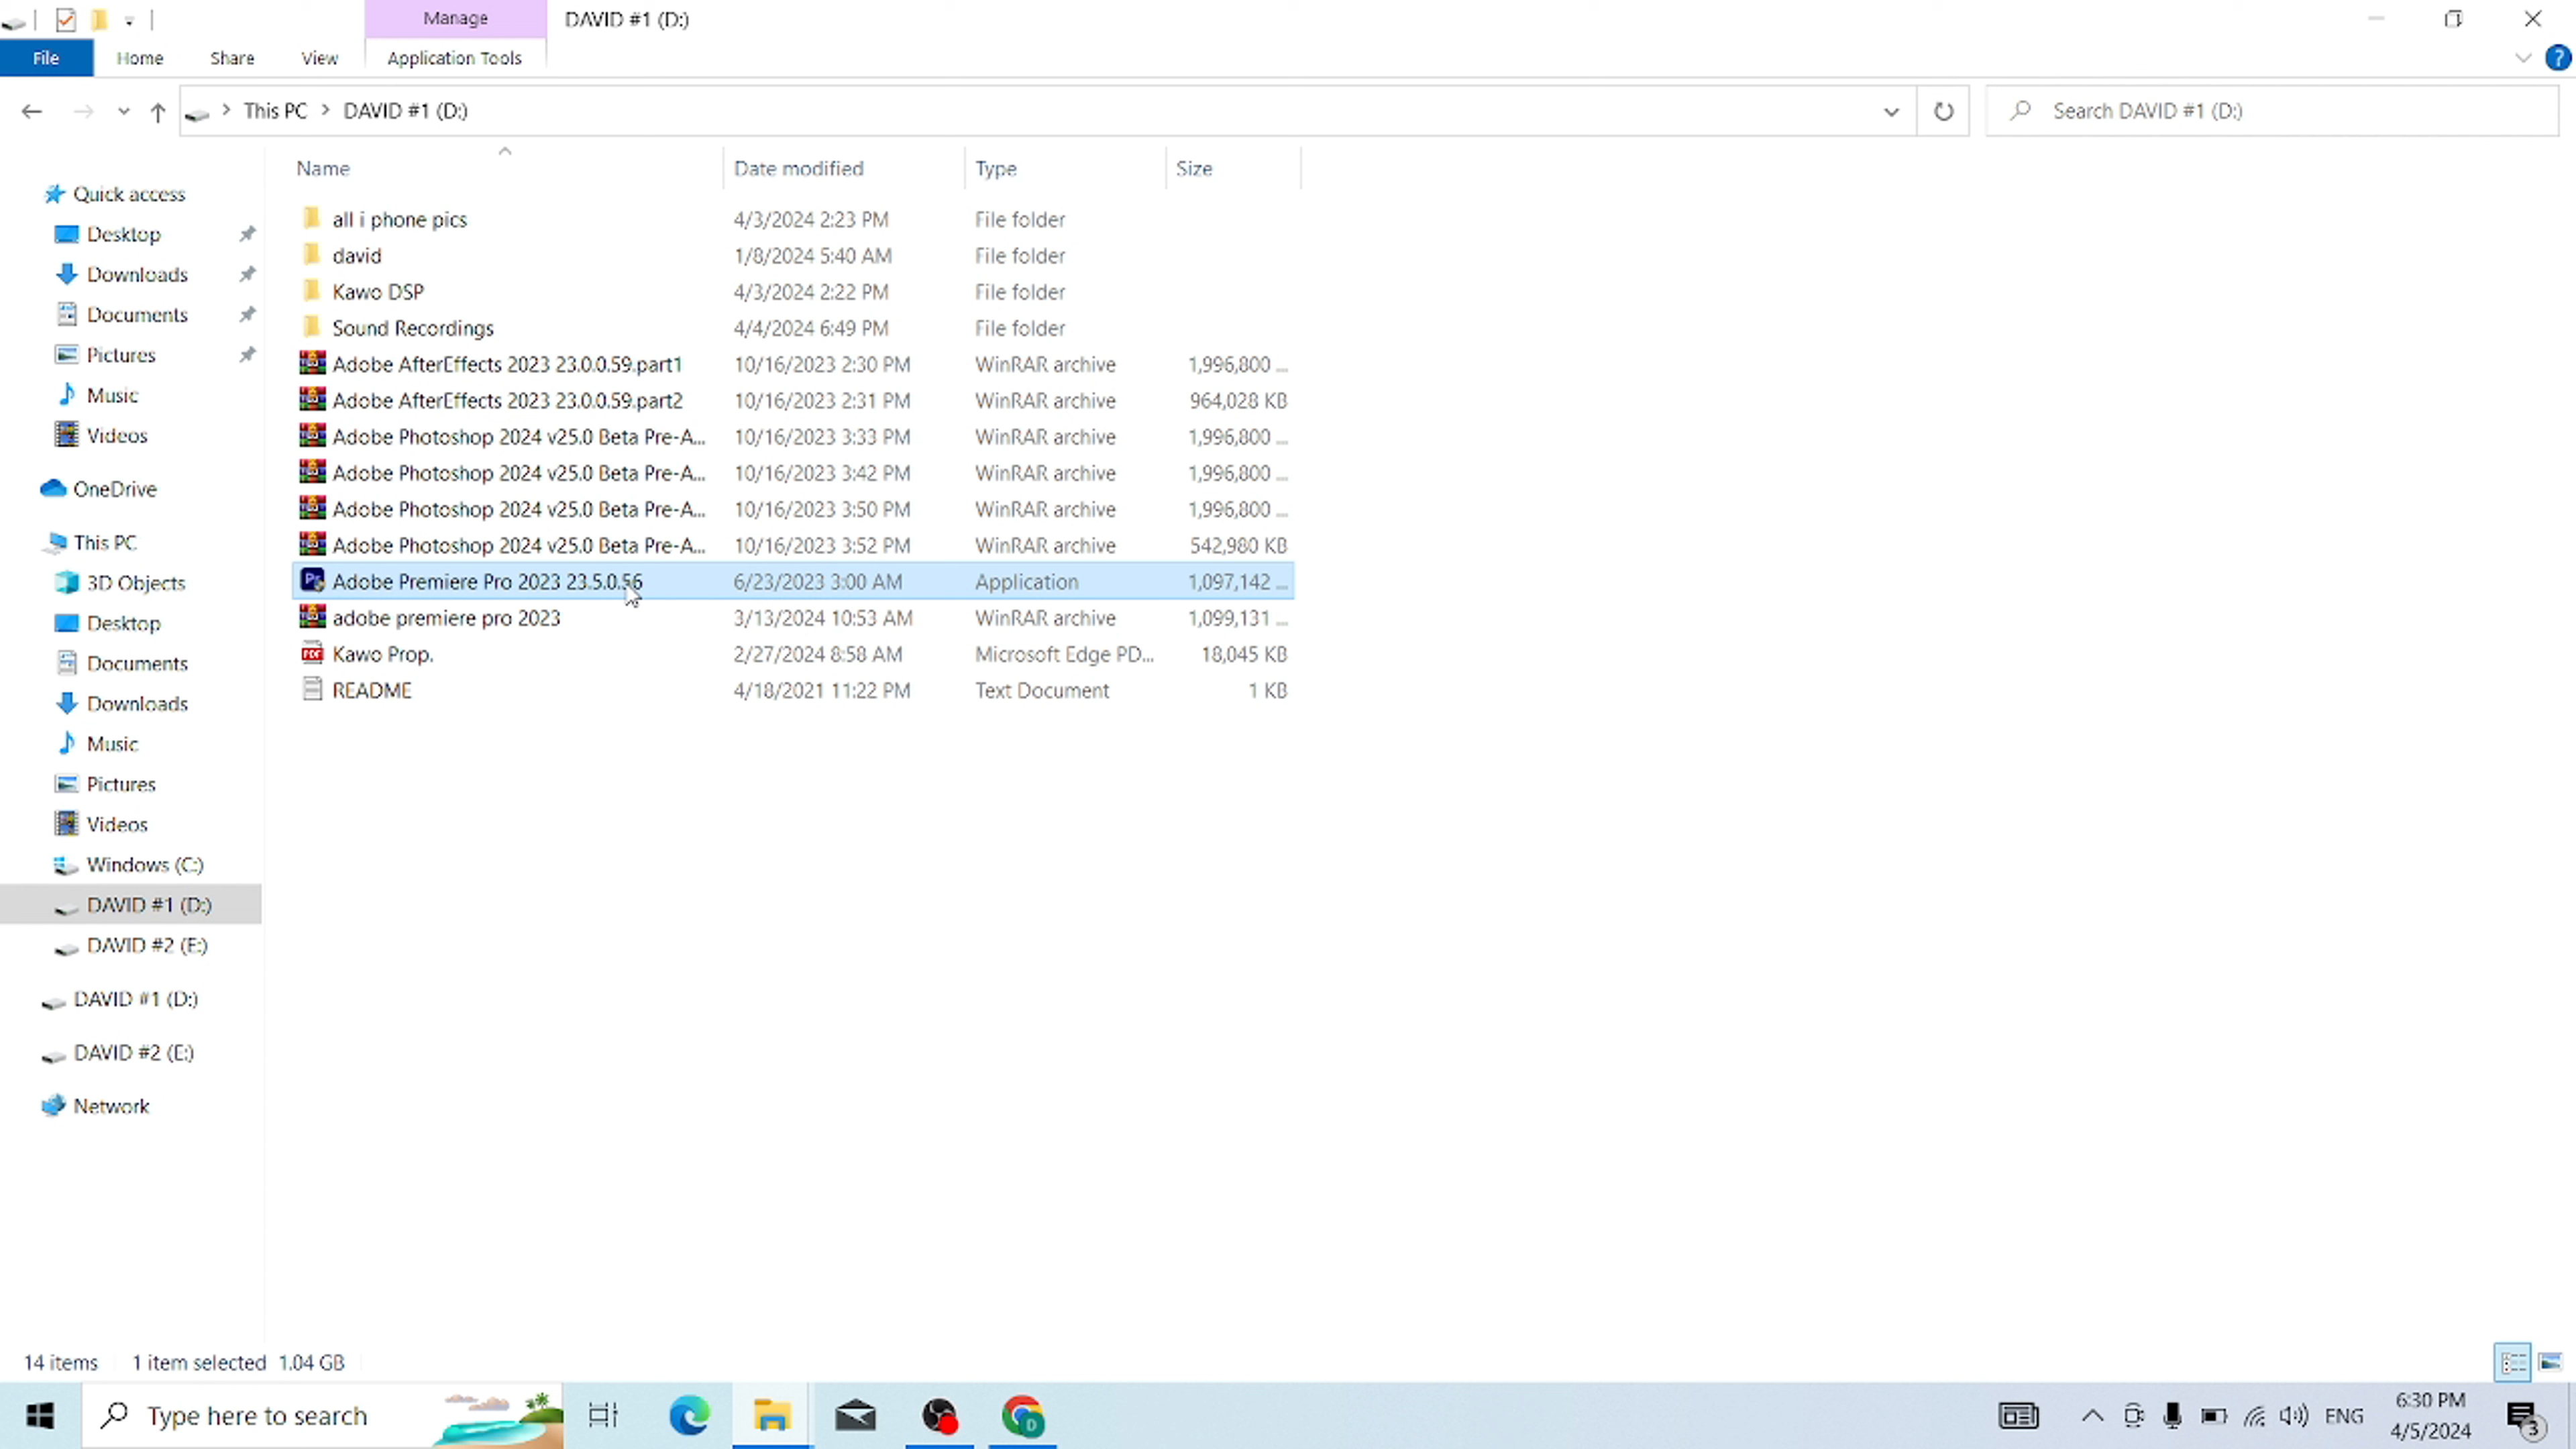 Manage
DAVID #1 (D:)
File
Home
Share
View
Application Tools
This PC
DAVID #1 (D:)
Search DAVID #1 (D:)
Name
Date modified
Type
Size
Quick access
Desktop
Downloads
Documents
Pictures
Music
Videos
OneDrive
This PC
3D Objects
Desktop
Documents
Downloads
Music
Pictures
Videos
Windows (C:)
DAVID #1 (D:)
DAVID #2 (E:)
DAVID #1 (D:)
DAVID #2 (E:)
Network
all i phone pics 4/3/2024 2:23 PM File folder
david 1/8/2024 5:40 AM File folder
Kawo DSP 4/3/2024 2:22 PM File folder
Sound Recordings 4/4/2024 6:49 PM File folder
Adobe AfterEffects 2023 23.0.0.59.part1 10/16/2023 2:30 PM WinRAR archive 1,996,800 ...
Adobe AfterEffects 2023 23.0.0.59.part2 10/16/2023 2:31 PM WinRAR archive 964,028 KB
Adobe Photoshop 2024 v25.0 Beta Pre-A... 10/16/2023 3:33 PM WinRAR archive 1,996,800 ...
Adobe Photoshop 2024 v25.0 Beta Pre-A... 10/16/2023 3:42 PM WinRAR archive 1,996,800 ...
Adobe Photoshop 2024 v25.0 Beta Pre-A... 10/16/2023 3:50 PM WinRAR archive 1,996,800 ...
Adobe Photoshop 2024 v25.0 Beta Pre-A... 10/16/2023 3:52 PM WinRAR archive 542,980 KB
Adobe Premiere Pro 2023 23.5.0.56 6/23/2023 3:00 AM Application 1,097,142 ...
adobe premiere pro 2023 3/13/2024 10:53 AM WinRAR archive 1,099,131 ...
Kawo Prop. 2/27/2024 8:58 AM Microsoft Edge PD... 18,045 KB
README 4/18/2021 11:22 PM Text Document 1 KB
14 items 1 item selected 1.04 GB
Type here to search
ENG
6:30 PM
4/5/2024
3